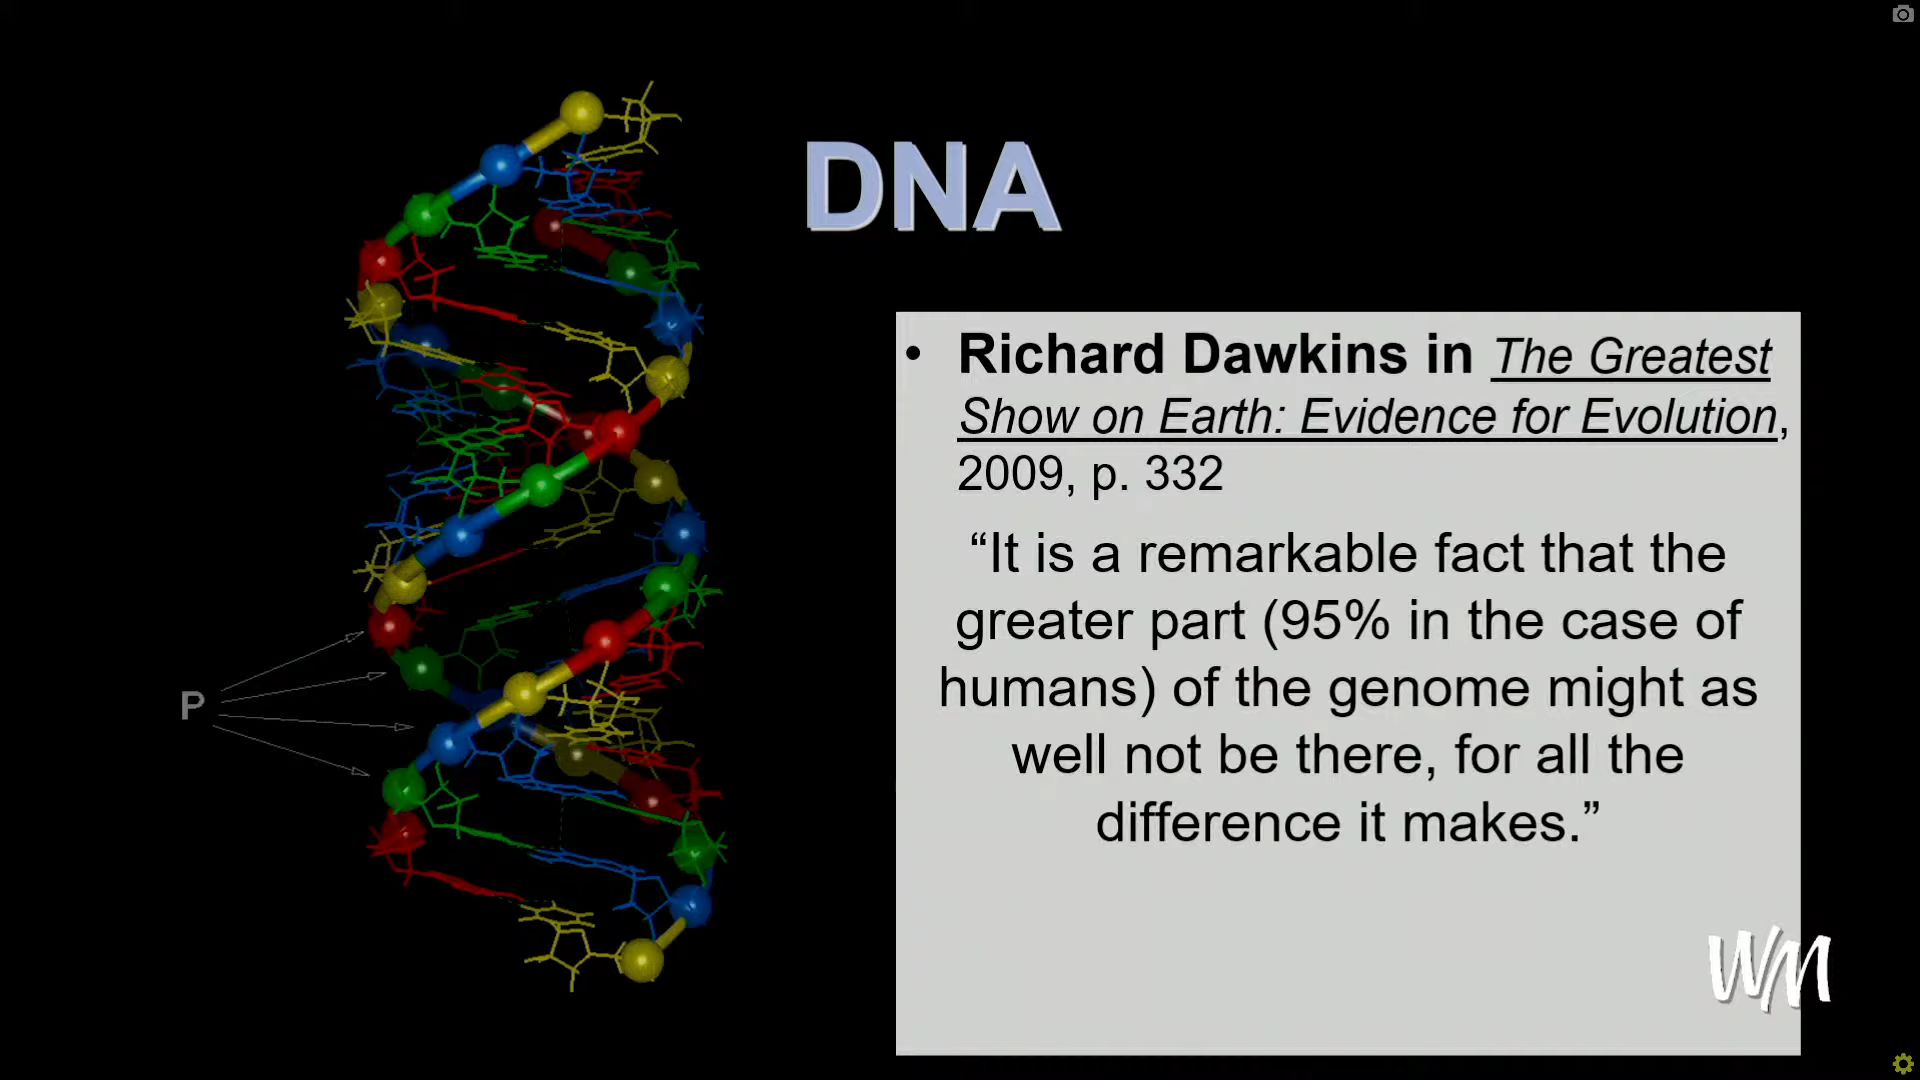 DNA
• Richard Dawkins in The Greatest
Show on Earth: Evidence for Evolution,
2009, p. 332
“It is a remarkable fact that the
greater part (95% in the case of
humans) of the genome might as
well not be there, for all the
difference it makes.”
P
WM